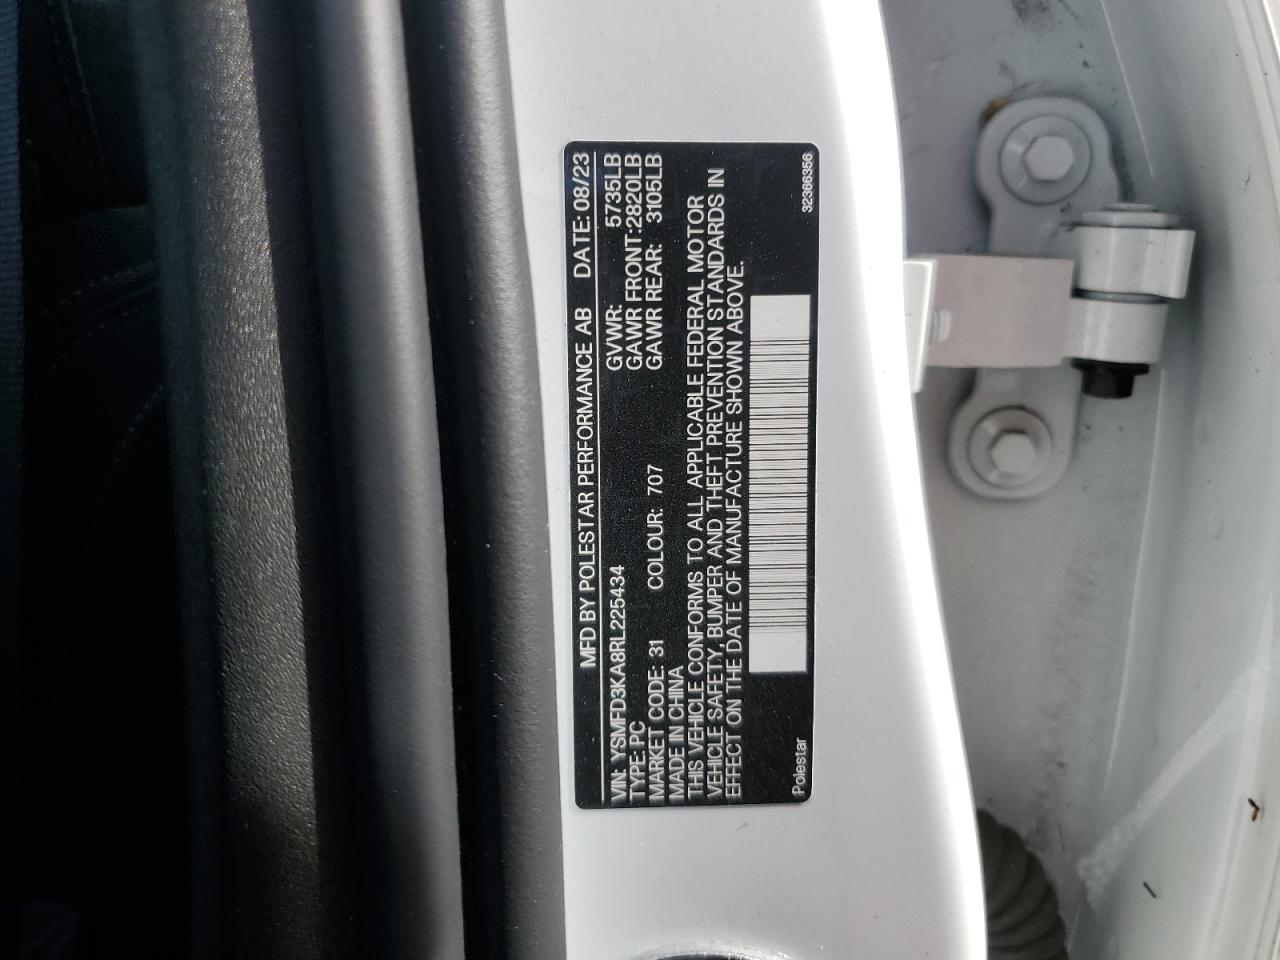 MFD BY POLESTAR PERFORMANCE AB DATE: 08/23
VIN: YSMFD3KA8RL225434 GVWR: 5735LB
TYPE: PC GAWR FRONT: 2820LB
MARKET CODE: 31 COLOUR: 707 GAWR REAR: 3105LB
MADE IN CHINA
THIS VEHICLE CONFORMS TO ALL APPLICABLE FEDERAL MOTOR
VEHICLE SAFETY, BUMPER AND THEFT PREVENTION STANDARDS IN
EFFECT ON THE DATE OF MANUFACTURE SHOWN ABOVE.
Polestar 32366356